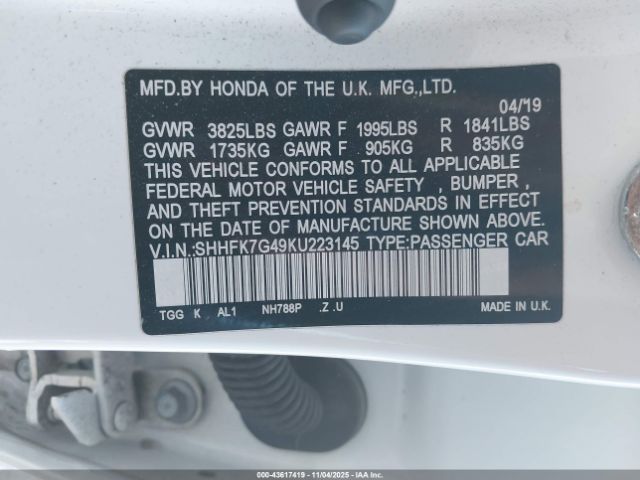 MFD.BY HONDA OF THE U.K. MFG.,LTD.
04/'19
GVWR 3825LBS GAWR F 1995LBS R 1841LBS
GVWR 1735KG GAWR F 905KG R 835KG
THIS VEHICLE CONFORMS TO ALL APPLICABLE
FEDERAL MOTOR VEHICLE SAFETY , BUMPER ,
AND THEFT PREVENTION STANDARDS IN EFFECT
ON THE DATE OF MANUFACTURE SHOWN ABOVE.
V.I.N.:SHHFK7G49KU223145 TYPE:PASSENGER CAR
TGG K AL1 NH788P .Z .U MADE IN U.K.
000-43617419 - 11/04/2025 - IAAI.COM